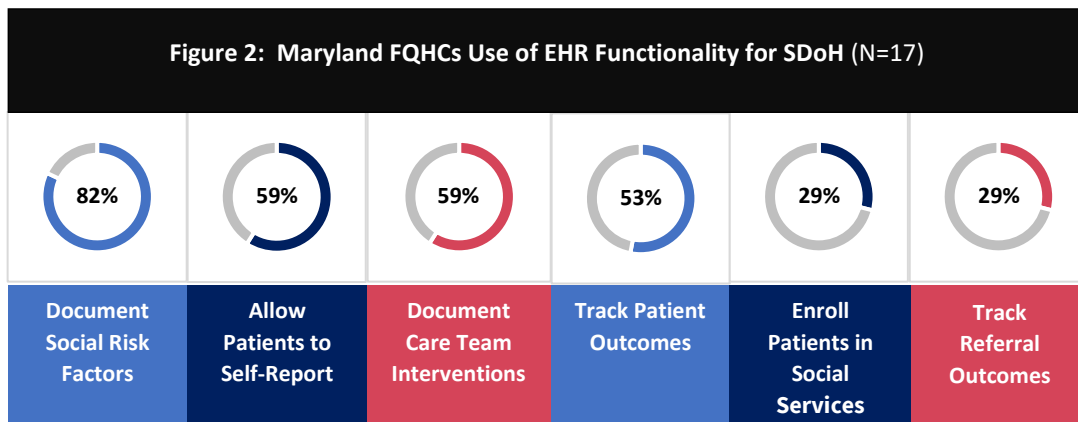 Figure 2: Maryland FQHCs Use of EHR Functionality for SDoH (N=17)
82%
59%
59%
53%
29%
29%
Document
Social Risk
Factors
Allow
Patients to
Self-Report
Document
Care Team
Interventions
Track Patient
Outcomes
Enroll
Patients in
Social
Services
Track
Referral
Outcomes